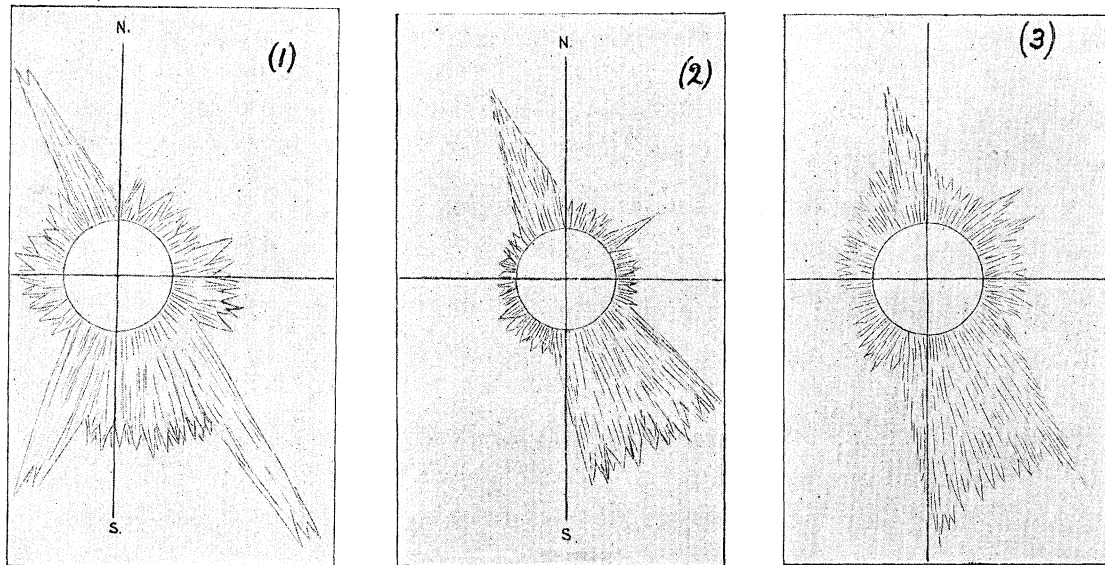 N.
(1)
S.
N.
(2)
S.
(3)